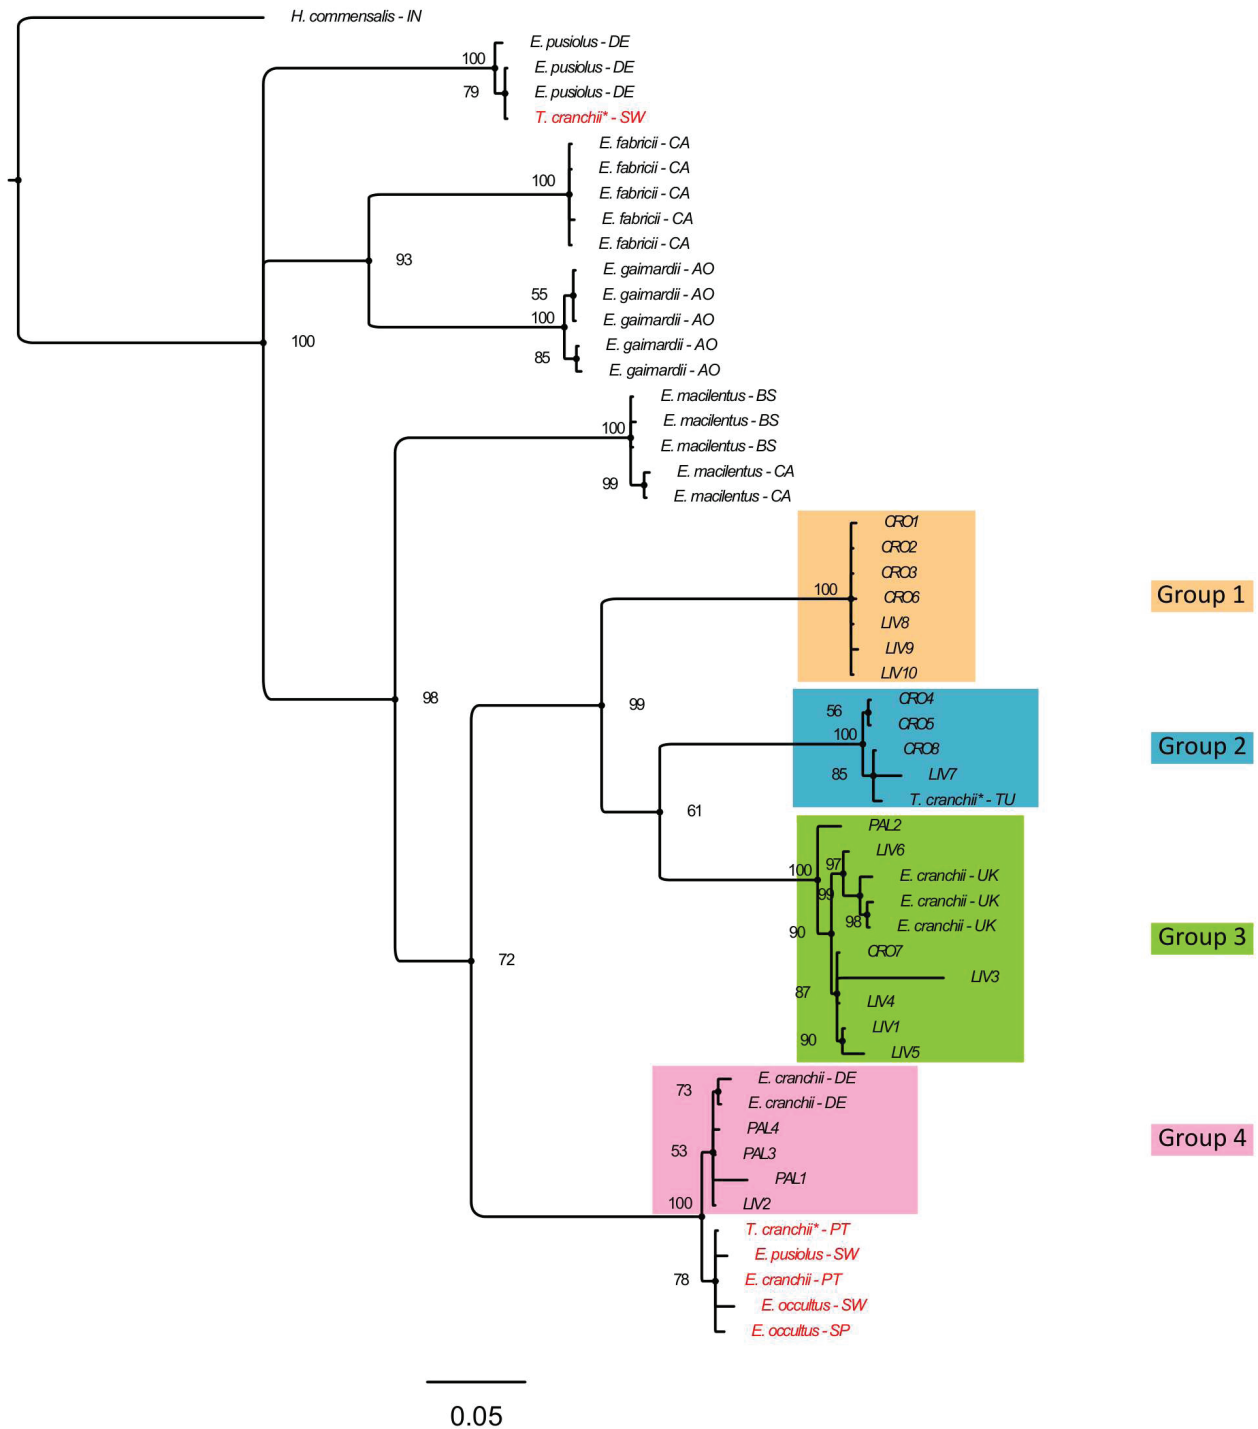 H. commensalis - IN
E. pusiolus - DE
100
E. pusiolus - DE
79
E. pusiolus - DE
T. cranchii* - SW
E. fabricii - CA
E. fabricii - CA
100
E. fabricii - CA
E. fabricii - CA
E. fabricii - CA
93
E. gaimardii - AO
55
E. gaimardii - AO
100
E. gaimardii - AO
100
E. gaimardii - AO
85
E. gaimardii - AO
E. macilentus - BS
E. macilentus - BS
100
E. macilentus - BS
E. macilentus - CA
99
E. macilentus - CA
CRO1
CRO2
CRO3
100
CRO6
Group 1
LIV8
LIV9
LIV10
98
99
CRO4
56
CRO5
100
CRO8
Group 2
85
LIV7
T. cranchii* - TU
61
PAL2
LIV6
100
97
E. cranchii - UK
99
E. cranchii - UK
98
E. cranchii - UK
90
Group 3
CRO7
72
LIV3
87
LIV4
LIV1
90
LIV5
E. cranchii - DE
73
E. cranchii - DE
PAL4
Group 4
53
PAL3
PAL1
100
LIV2
T. cranchii* - PT
E. pusiolus - SW
78
E. cranchii - PT
E. occultus - SW
E. occultus - SP
0.05